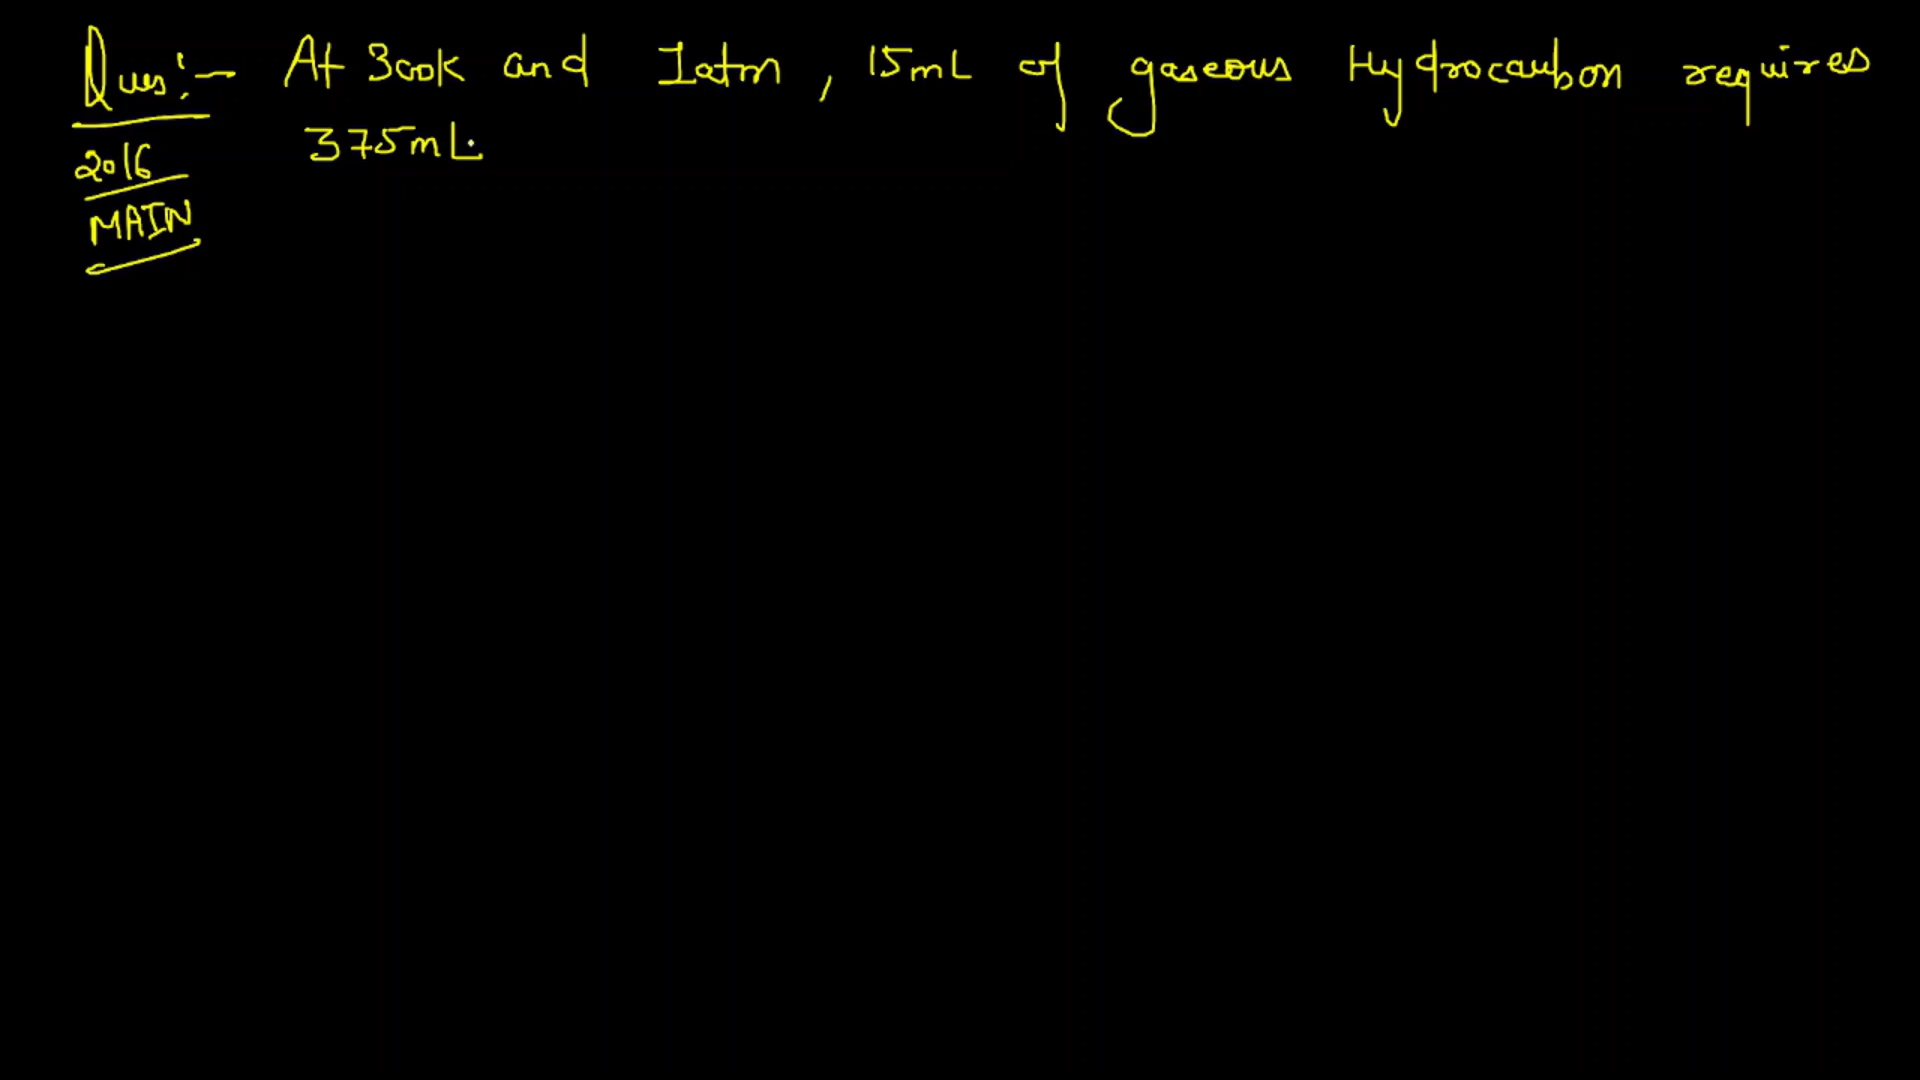 Ques:- At 300K and 1atm, 15mL of gaseous Hydrocarbon requires
375mL
2016
MAIN